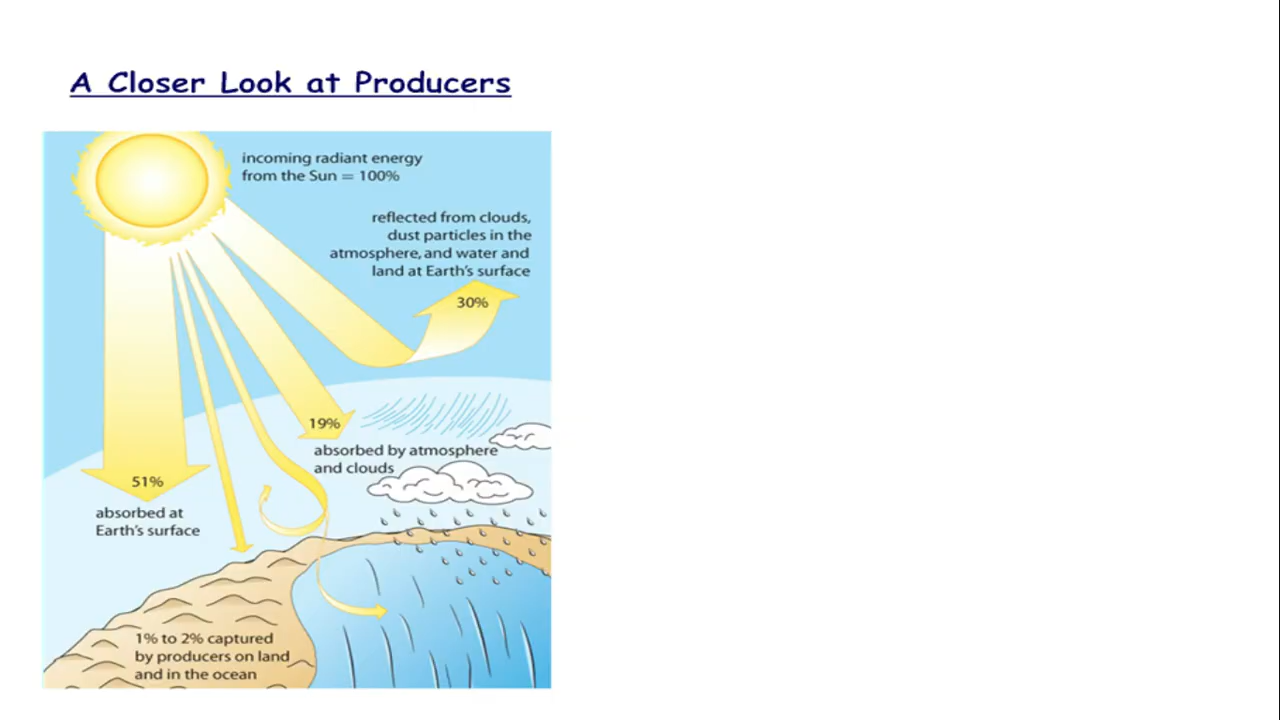 A Closer Look at Producers
incoming radiant energy
from the Sun = 100%
reflected from clouds,
dust particles in the
atmosphere, and water and
land at Earth's surface
30%
19%
absorbed by atmosphere
and clouds
51%
absorbed at
Earth's surface
1% to 2% captured
by producers on land
and in the ocean